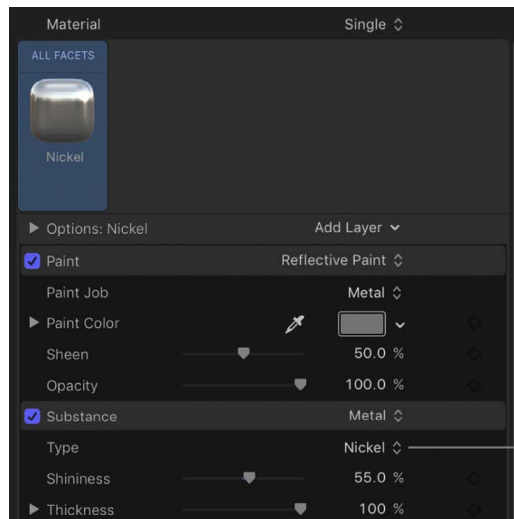 Material Single
ALL FACETS
Nickel
Options: Nickel Add Layer
Paint Reflective Paint
Paint Job Metal
Paint Color
Sheen 50.0 %
Opacity 100.0 %
Substance Metal
Type Nickel
Shininess 55.0 %
Thickness 100 %